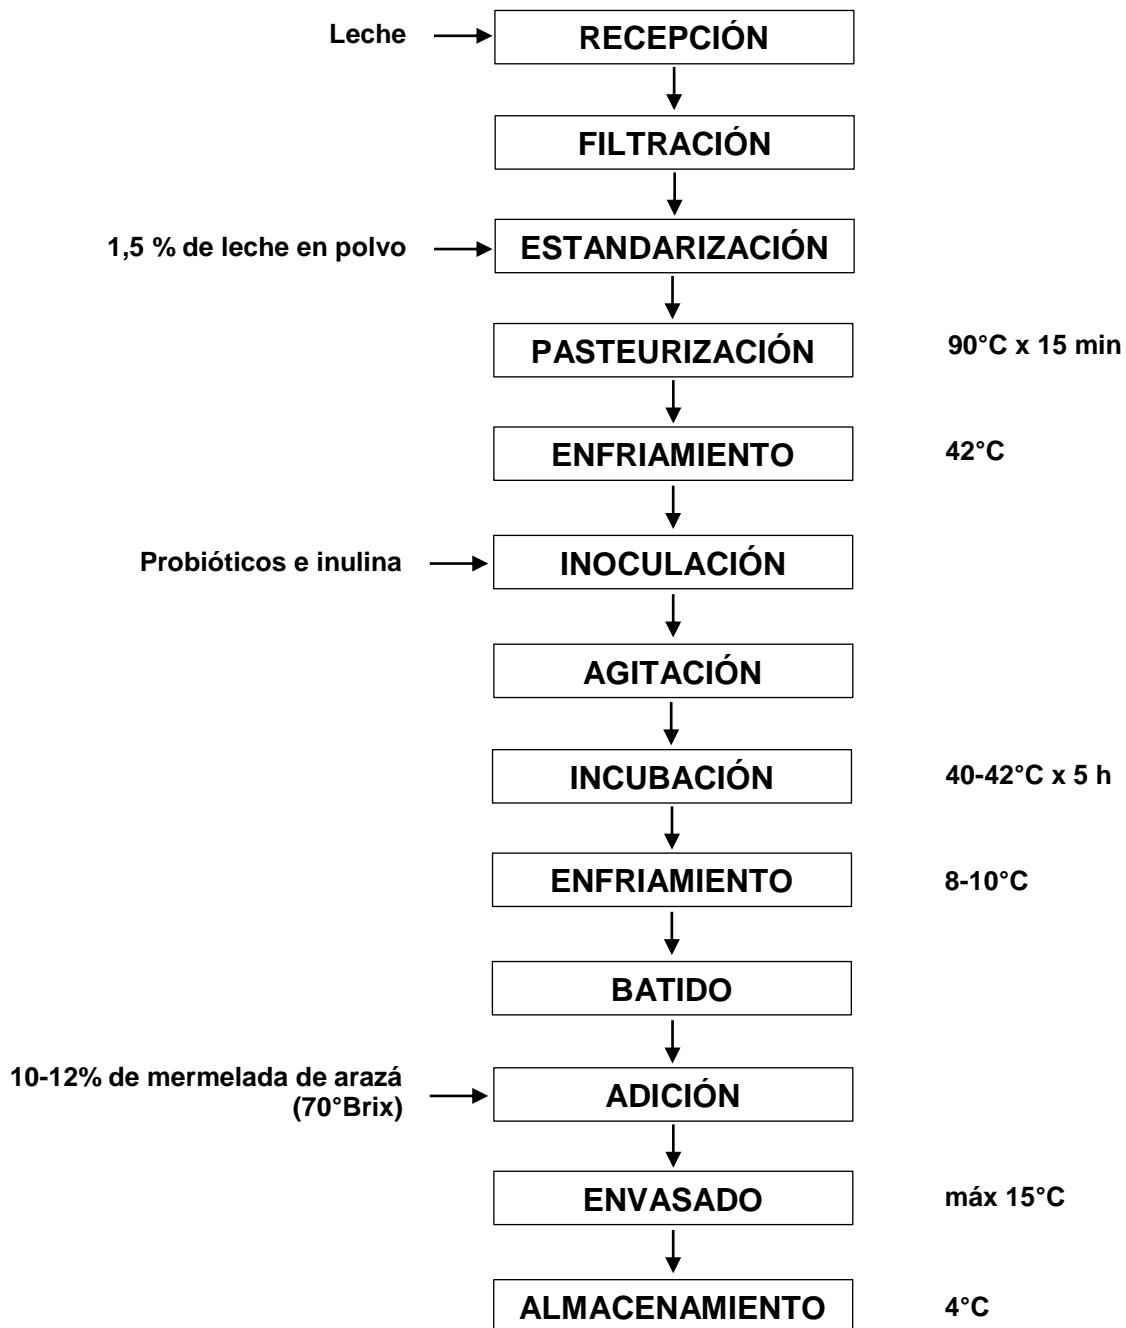 Leche
RECEPCIÓN
FILTRACIÓN
1,5 % de leche en polvo
ESTANDARIZACIÓN
PASTEURIZACIÓN
90°C x 15 min
ENFRIAMIENTO
42°C
Probióticos e inulina
INOCULACIÓN
AGITACIÓN
INCUBACIÓN
40-42°C x 5 h
ENFRIAMIENTO
8-10°C
BATIDO
10-12% de mermelada de arazá
(70°Brix)
ADICIÓN
ENVASADO
máx 15°C
ALMACENAMIENTO
4°C